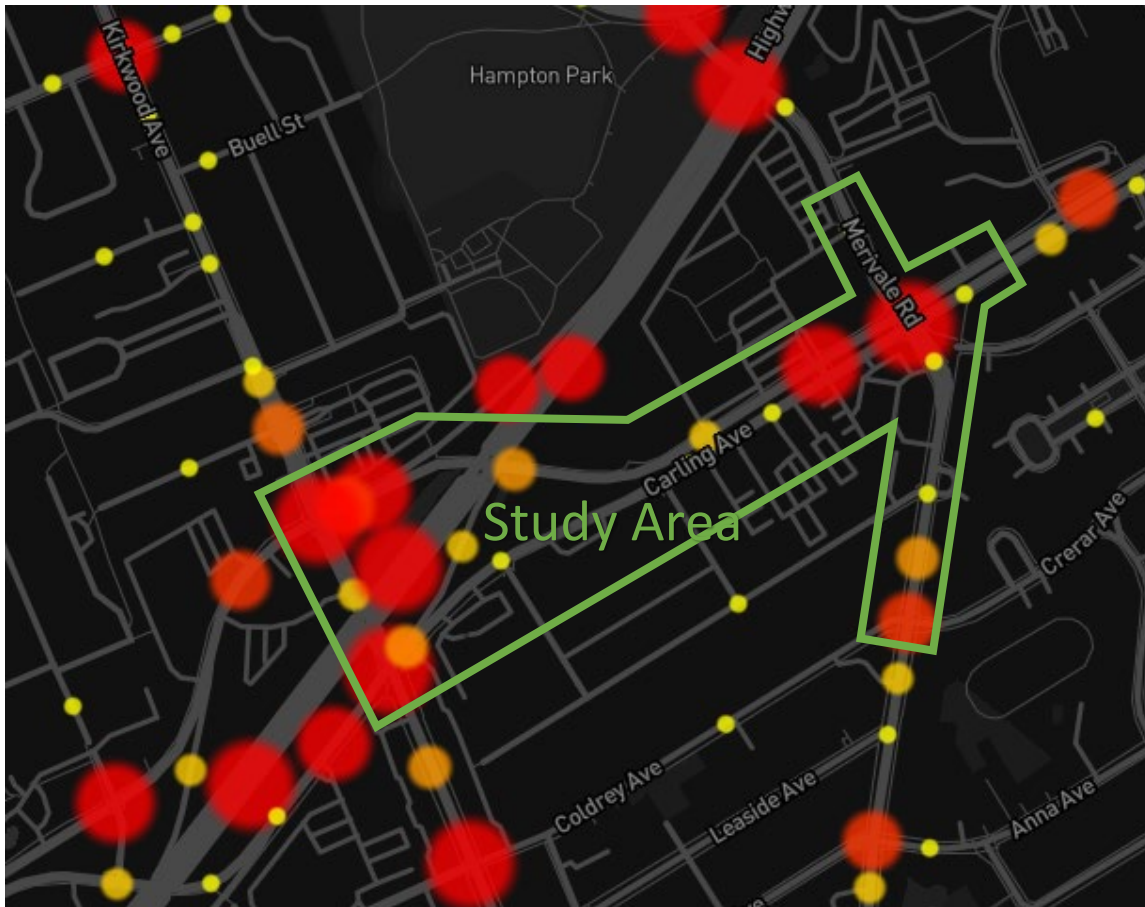 Kirkwood Ave
Highw
Hampton Park
Buell St
Merivale Rd
Carling Ave
Study Area
Crerar Ave
Coldrey Ave
Leaside Ave
Anna Ave